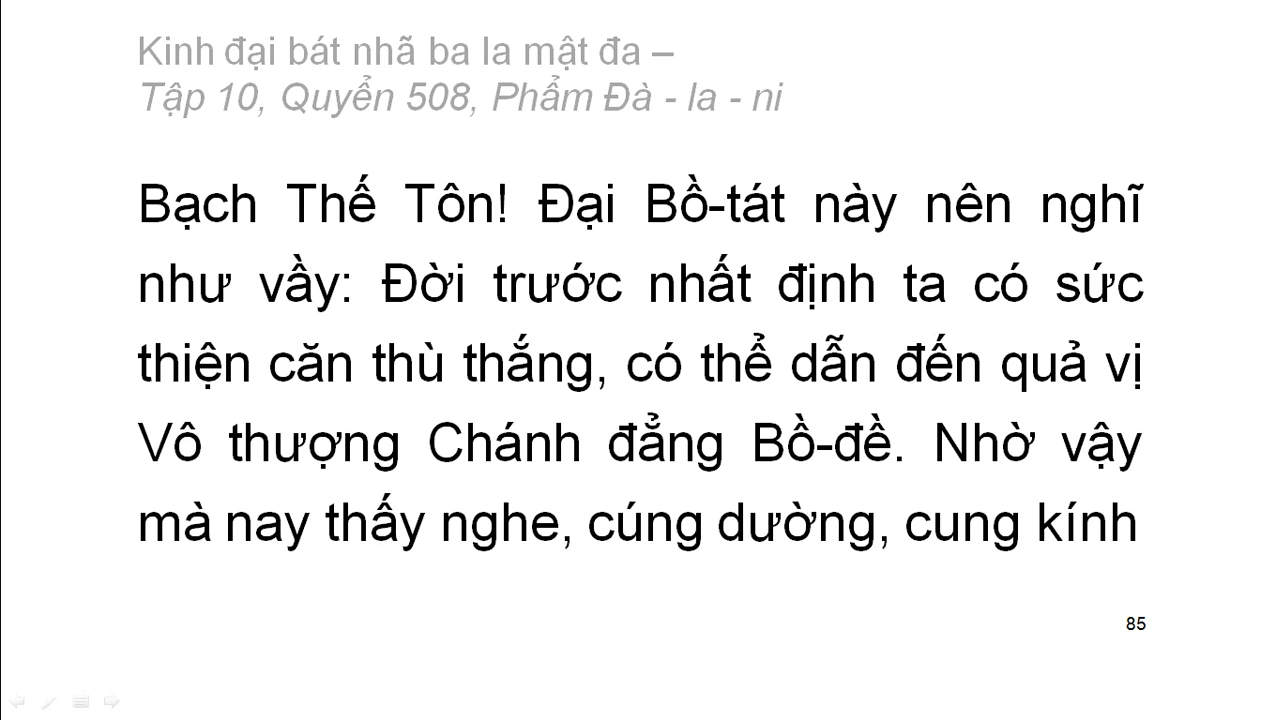 Kinh đại bát nhã ba la mật đa –
Tập 10, Quyển 508, Phẩm Đà - la - ni
Bạch Thế Tôn! Đại Bồ-tát này nên nghĩ
như vầy: Đời trước nhất định ta có sức
thiện căn thù thắng, có thể dẫn đến quả vị
Vô thượng Chánh đẳng Bồ-đề. Nhờ vậy
mà nay thấy nghe, cúng dường, cung kính
85